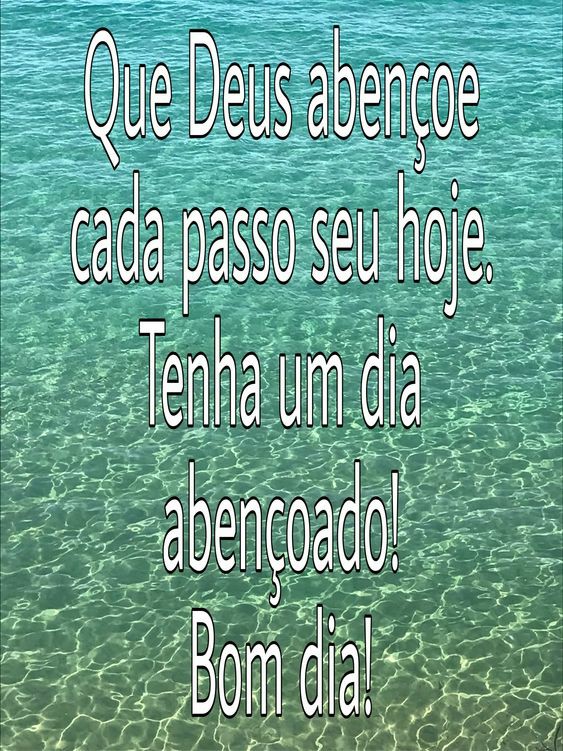 Que Deus abençoe
cada passo seu hoje.
Tenha um dia
abençoado!
Bom dia!